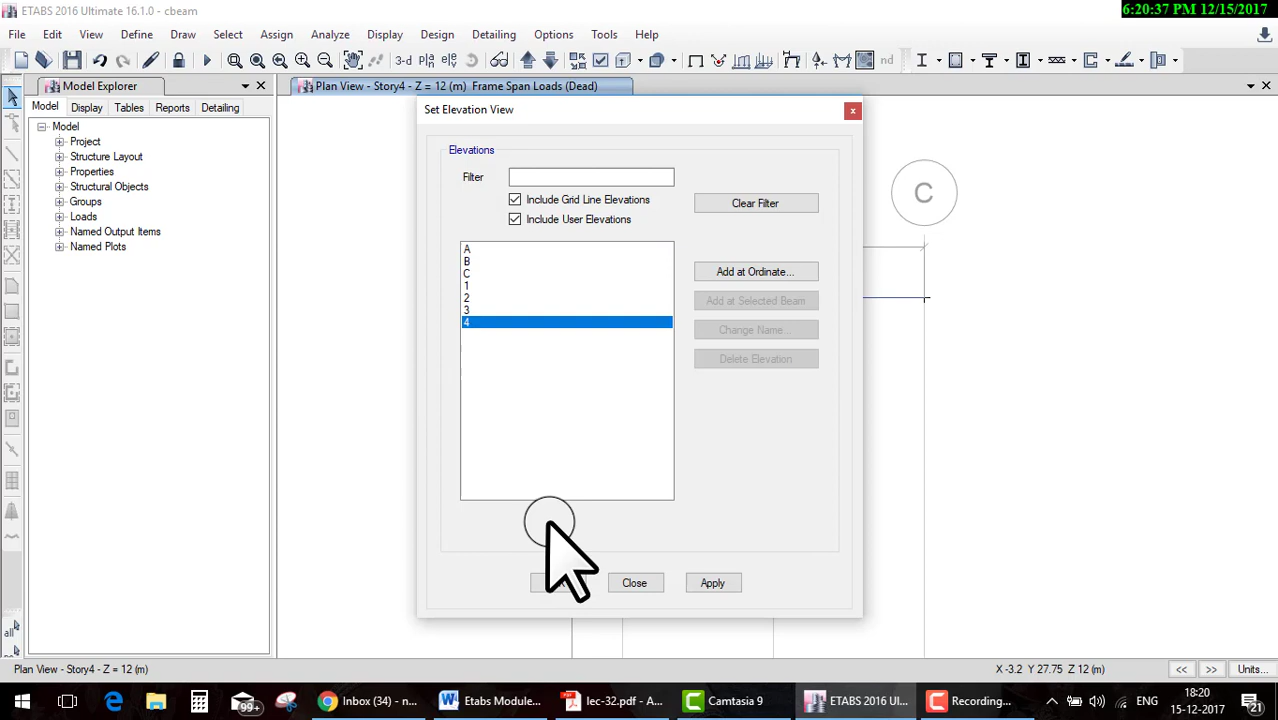 ETABS 2016 Ultimate 16.1.0 - cbeam
6:20:37 PM 12/15/2017
File Edit View Define Draw Select Assign Analyze Display Design Detailing Options Tools Help
3-d
nd
Model Explorer
Plan View - Story4 - Z = 12 (m) Frame Span Loads (Dead)
Model Display Tables Reports Detailing
Model
Project
Structure Layout
Properties
Structural Objects
Groups
Loads
Named Output Items
Named Plots
all
Set Elevation View
x
Elevations
Filter
Include Grid Line Elevations
Clear Filter
Include User Elevations
A
B
C
1
2
3
4
Add at Ordinate...
Add at Selected Beam
Change Name...
Delete Elevation
Close
Apply
C
Plan View - Story4 - Z = 12 (m)
X -3.2 Y 27.75 Z 12 (m)
<<
>>
Units...
99+
Inbox (34) - n...
Etabs Module...
lec-32.pdf - A...
Camtasia 9
ETABS 2016 Ul...
Recording...
ENG
18:20
15-12-2017
21